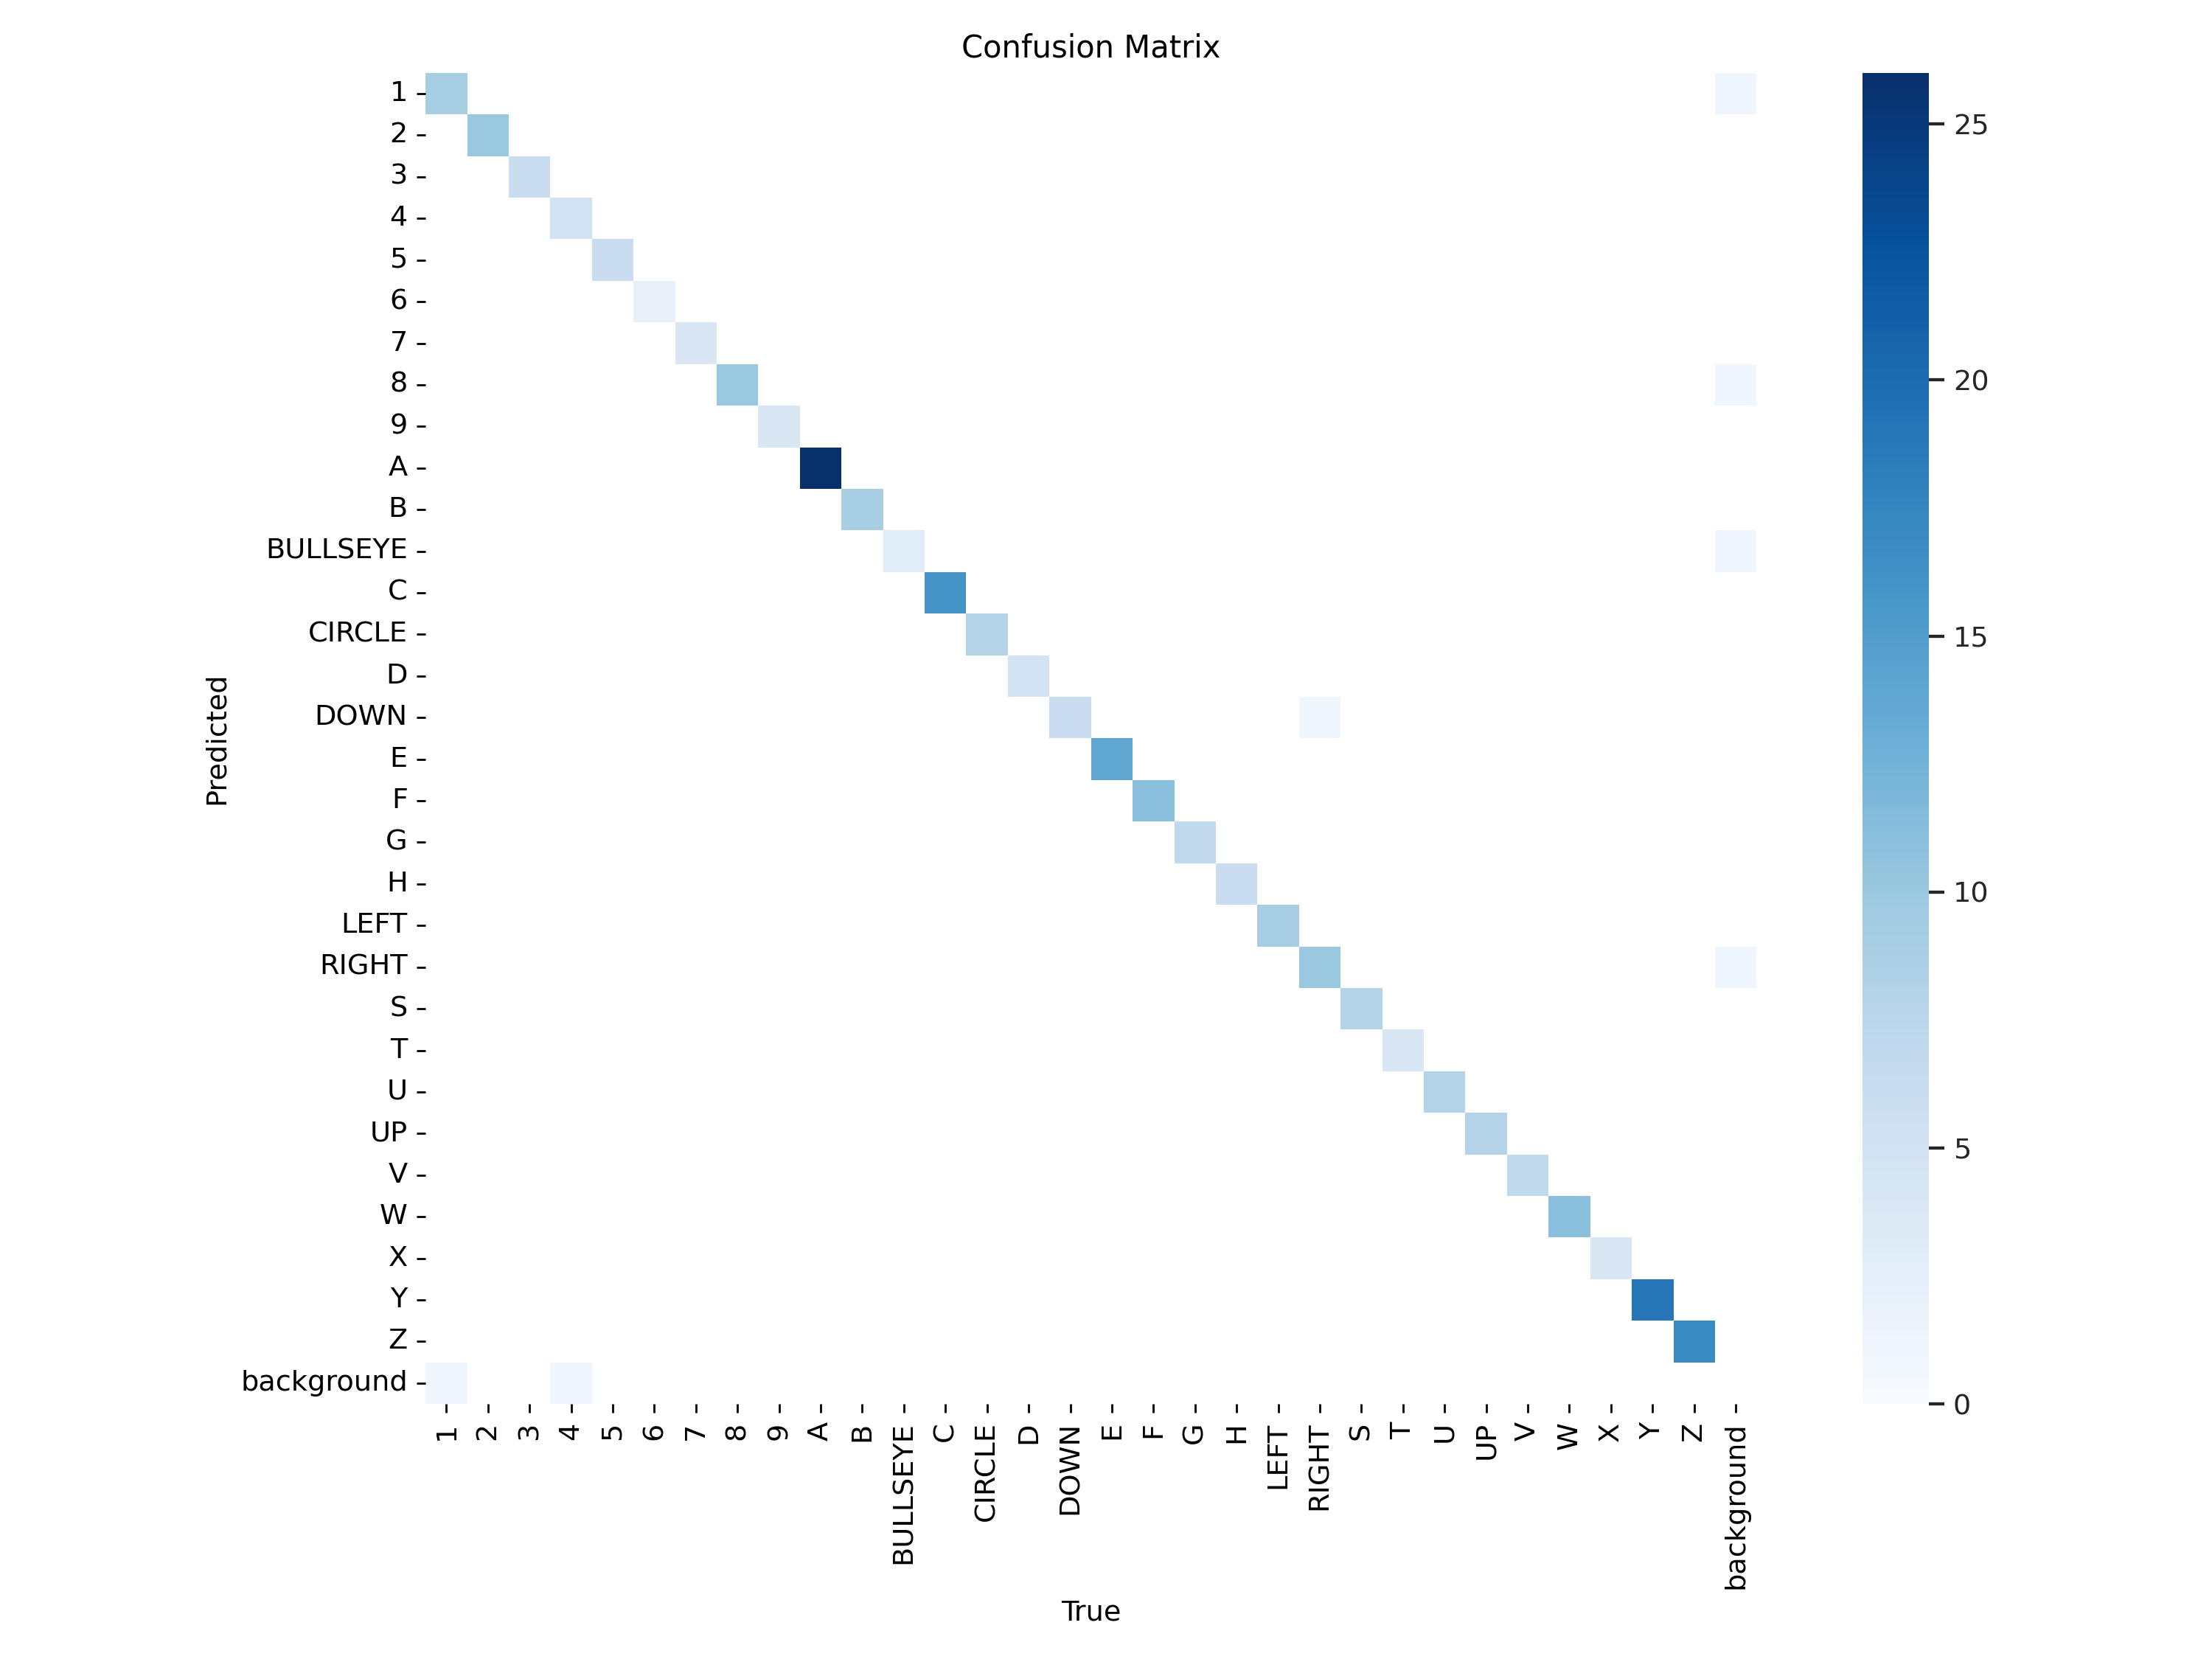 Confusion Matrix
Predicted
1
2
3
4
5
6
7
8
9
A
B
BULLSEYE
C
CIRCLE
D
DOWN
E
F
G
H
LEFT
RIGHT
S
T
U
UP
V
W
X
Y
Z
background
1 2 3 4 5 6 7 8 9 A B BULLSEYE C CIRCLE D DOWN E F G H LEFT RIGHT S T U UP V W X Y Z background
True
25
20
15
10
5
0